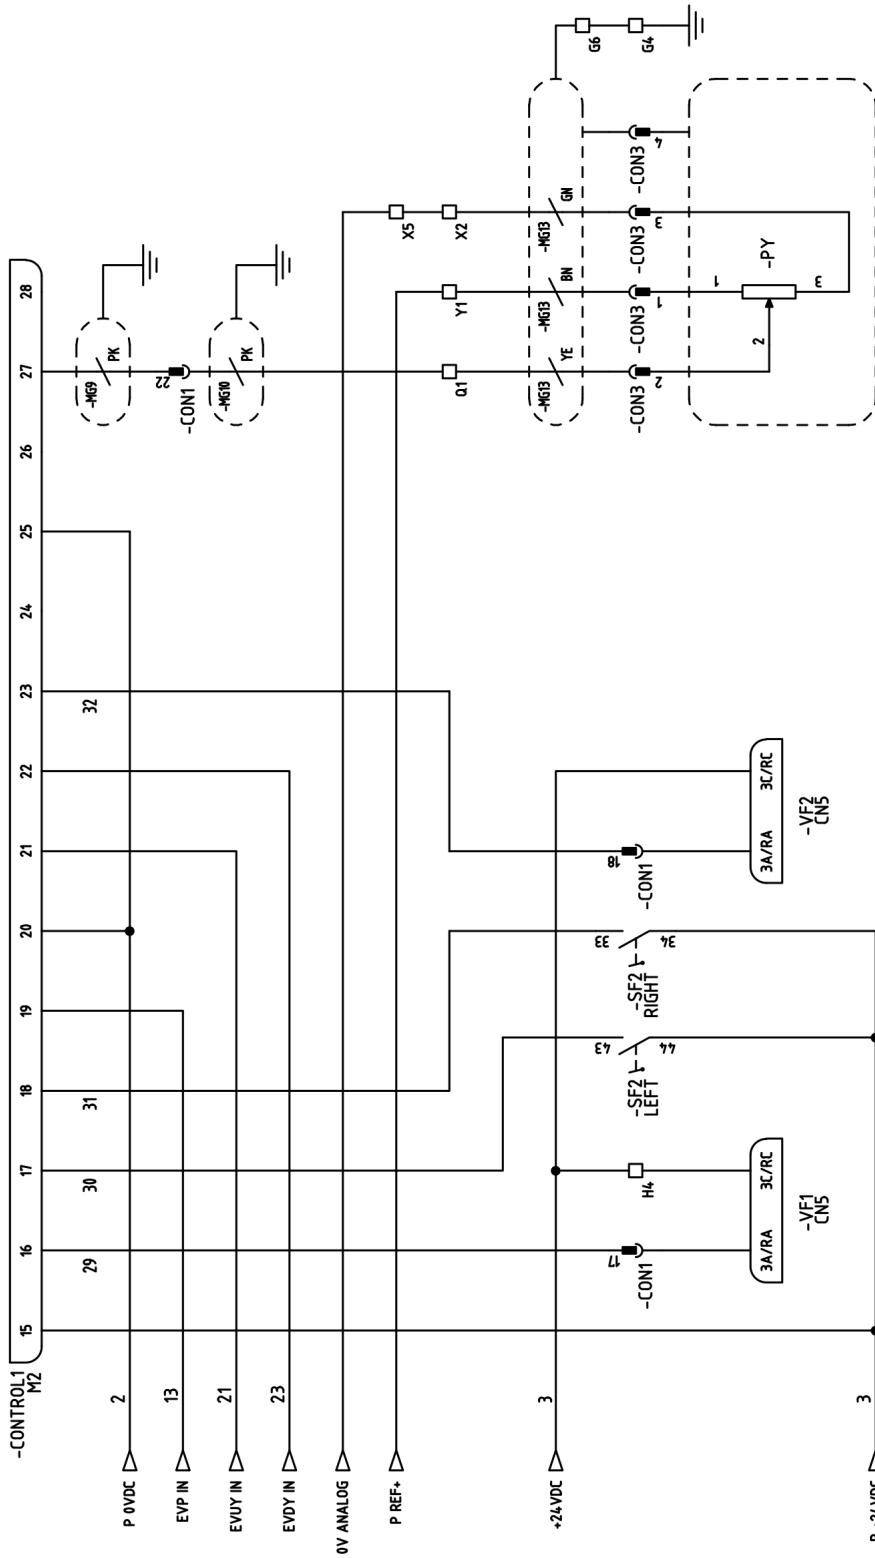 -CONTROL1
M2
15
16
17
18
19
20
21
22
23
24
25
26
27
28
29
30
31
32
P 0VDC
2
EVP IN
13
EVUY IN
21
EVDY IN
23
0V ANALOG
P REF+
+24VDC
3
3
-MG9
PK
22
-CON1
-MG10
PK
Q1
Y1
X5
X2
-MG13
YE
-MG13
BN
-MG13
GN
G6
G4
-CON3
2
-CON3
1
-CON3
3
-CON3
4
-PY
1
2
3
17
-CON1
H4
3A/RA
3C/RC
-VF1
CN5
43
44
-SF2
LEFT
33
34
-SF2
RIGHT
18
-CON1
3A/RA
3C/RC
-VF2
CN5